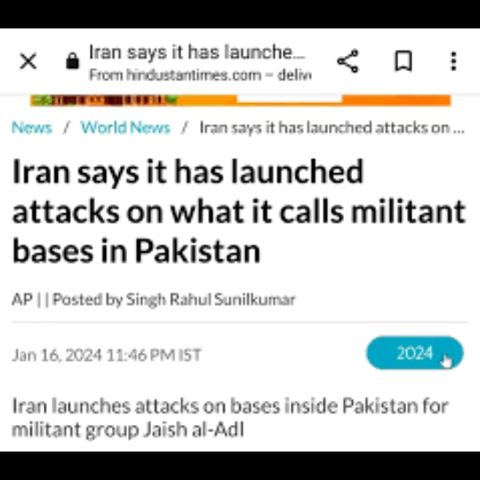 Iran says it has launche...
From hindustantimes.com – deliv
News / World News / Iran says it has launched attacks on ...
Iran says it has launched
attacks on what it calls militant
bases in Pakistan
AP | | Posted by Singh Rahul Sunilkumar
Jan 16, 2024 11:46 PM IST
2024
Iran launches attacks on bases inside Pakistan for
militant group Jaish al-Adl